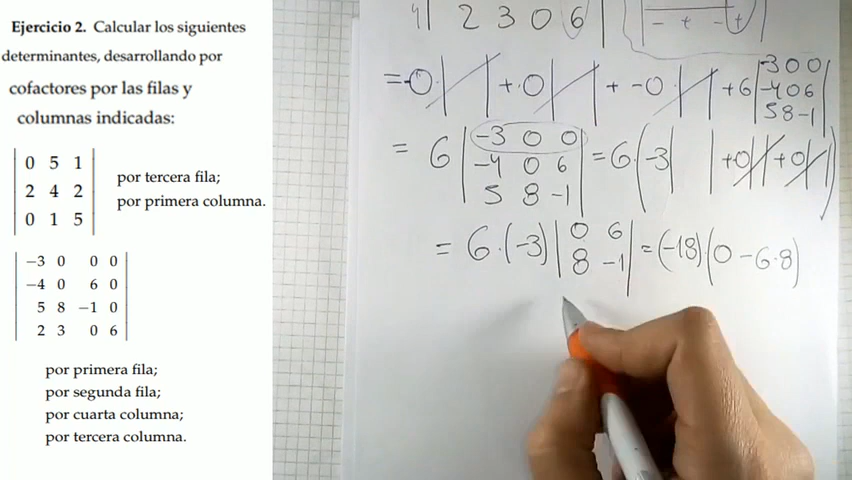 Ejercicio 2. Calcular los siguientes
determinantes, desarrollando por
cofactores por las filas y
columnas indicadas:
0 5 1
2 4 2
0 1 5
por tercera fila;
por primera columna.
−3 0 0 0
−4 0 6 0
5 8 −1 0
2 3 0 6
por primera fila;
por segunda fila;
por cuarta columna;
por tercera columna.
2 3 0 6
- + - +
= -0·| | + ·0 | | + -0·| | + 6 |-3 0 0
-4 0 6
5 8 -1|
= 6 |-3 0 0
-4 0 6
5 8 -1| = 6·(-3| | +0| | +0| |)
= 6·(-3) |0 6
8 -1| = (-18)(0 - 6·8)